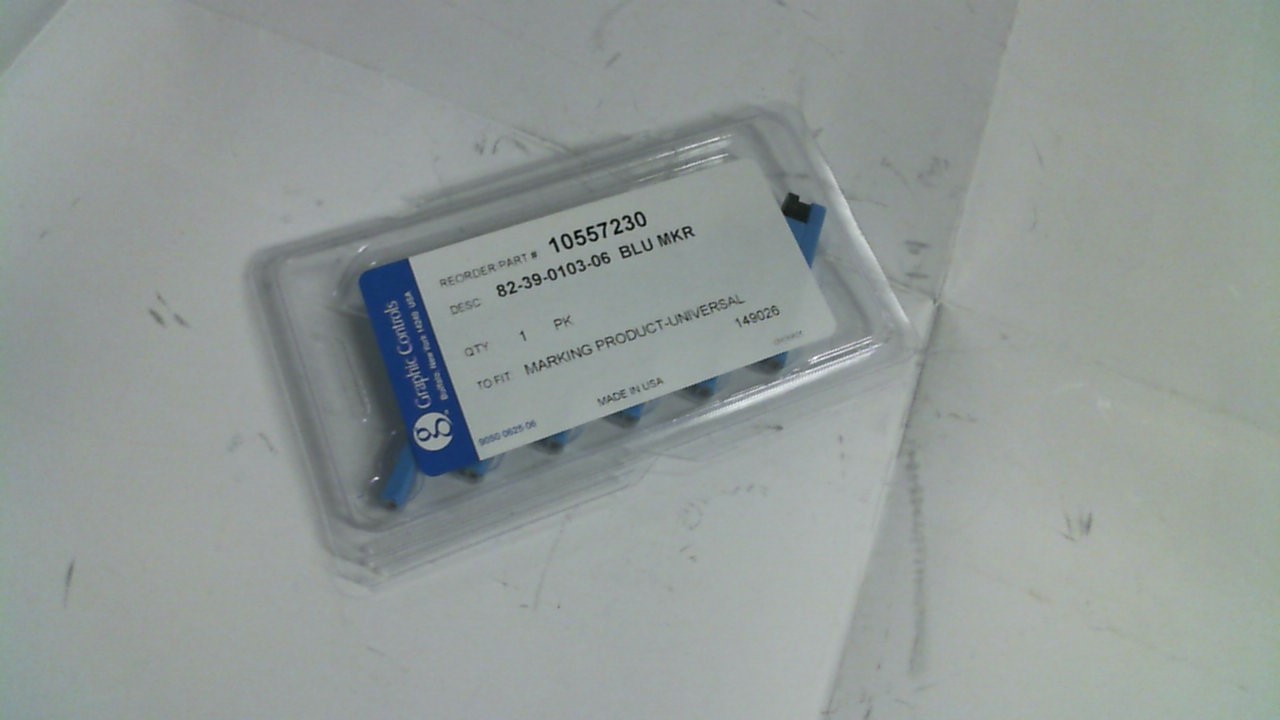 REORDER PART # 10557230
DESC 82-39-0103-06 BLU MKR
QTY 1 PK
TO FIT MARKING PRODUCT-UNIVERSAL
149026
MADE IN USA
9050 0625-06
Graphic Controls
Buffalo, New York 14240 USA
g